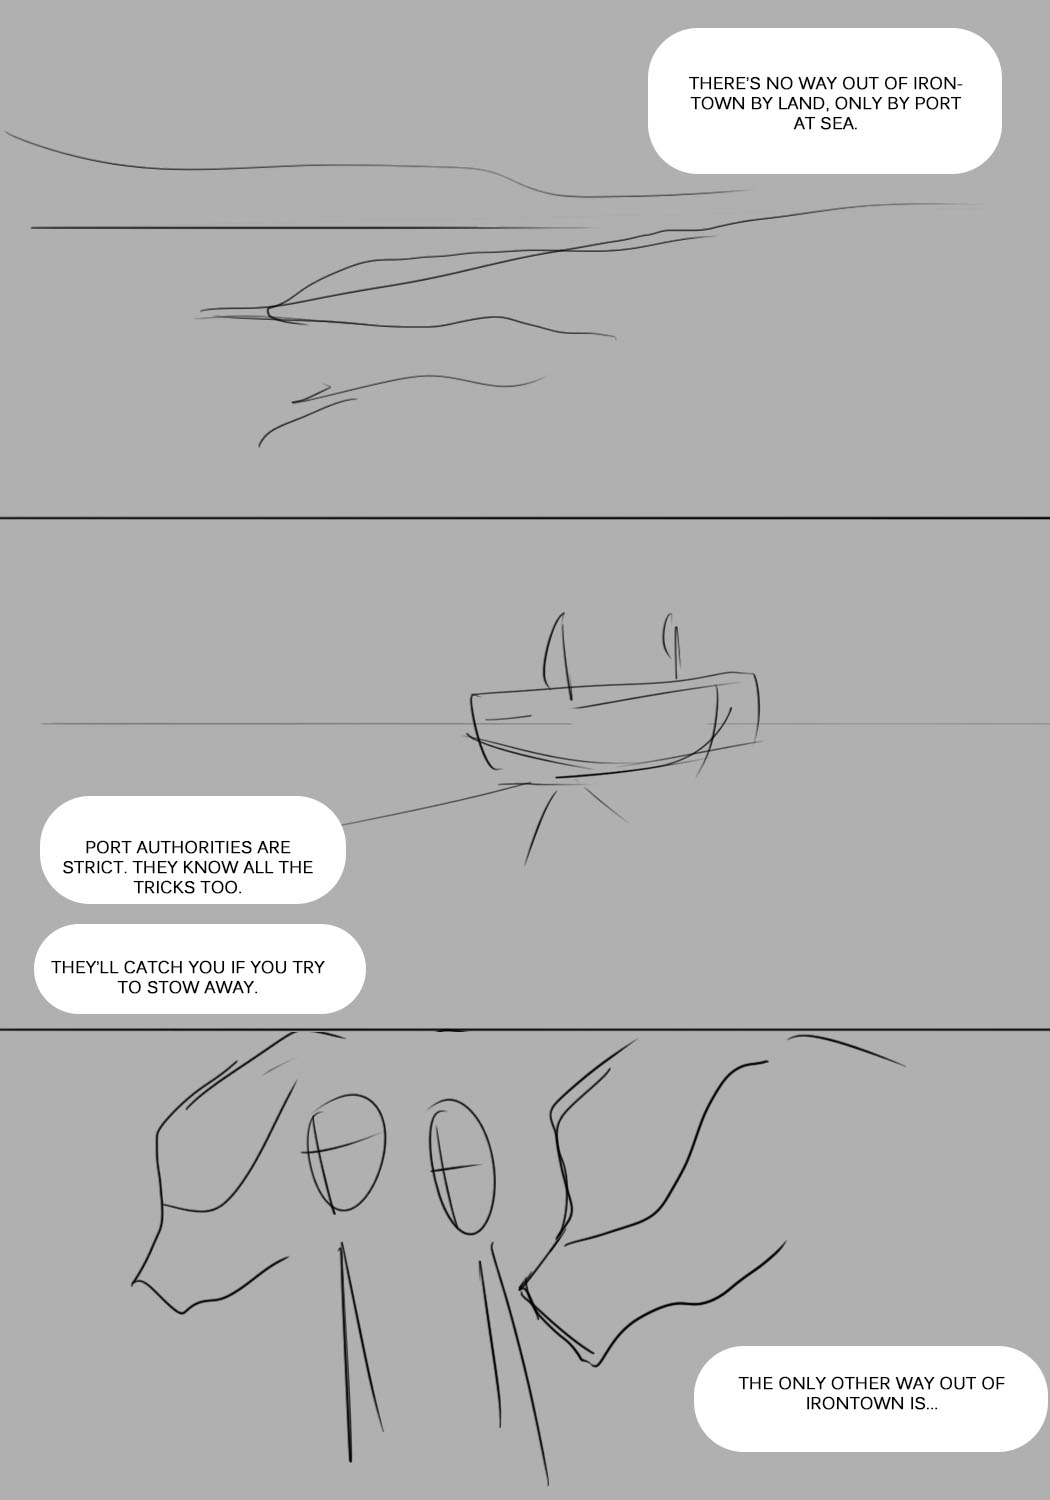 THERE'S NO WAY OUT OF IRON-
TOWN BY LAND, ONLY BY PORT
AT SEA.
PORT AUTHORITIES ARE
STRICT. THEY KNOW ALL THE
TRICKS TOO.
THEY'LL CATCH YOU IF YOU TRY
TO STOW AWAY.
THE ONLY OTHER WAY OUT OF
IRONTOWN IS...